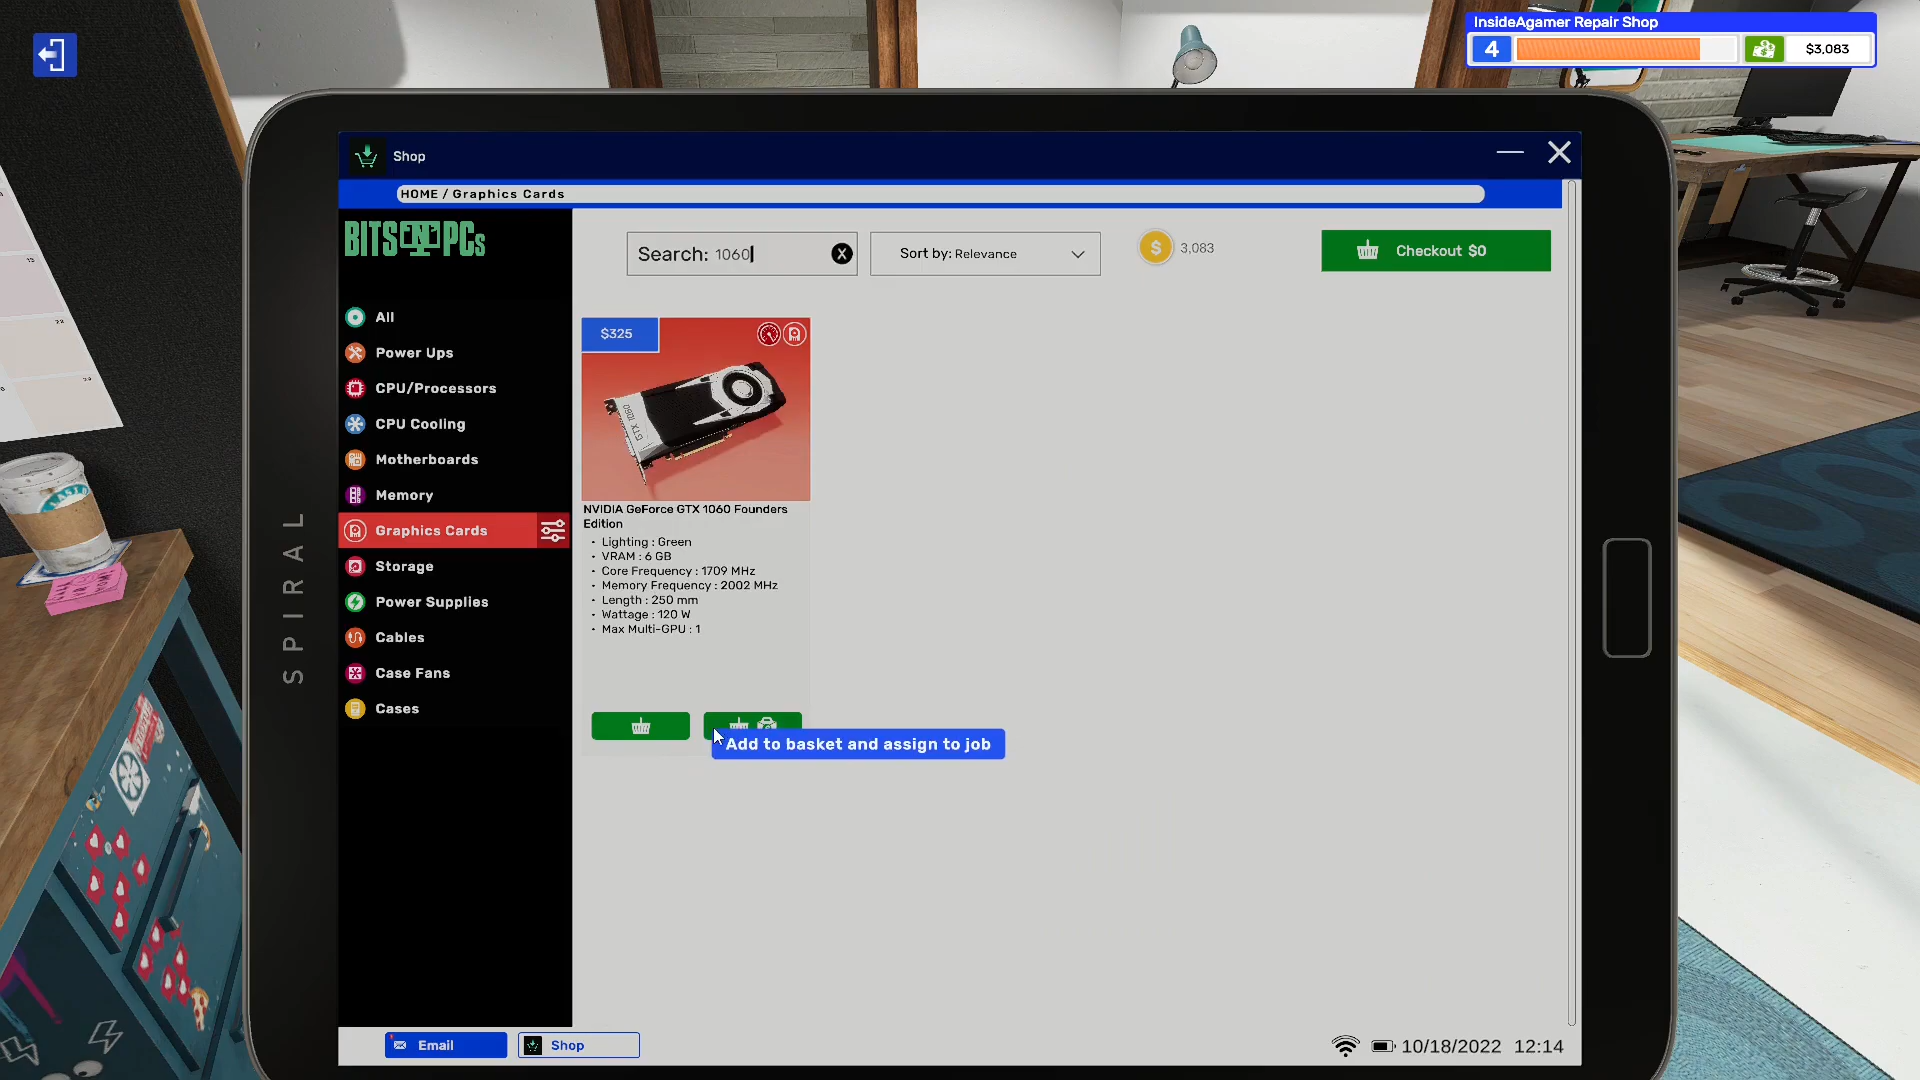 InsideAgamer Repair Shop
4
$3,083
Shop
HOME / Graphics Cards
BITS N PCs
Search: 1060
X
Sort by: Relevance
3,083
Checkout $0
All
Power Ups
CPU/Processors
CPU Cooling
Motherboards
Memory
Graphics Cards
Storage
Power Supplies
Cables
Case Fans
Cases
$325
GTX 1060
NVIDIA GeForce GTX 1060 Founders
Edition
• Lighting : Green
• VRAM : 6 GB
• Core Frequency : 1709 MHz
• Memory Frequency : 2002 MHz
• Length : 250 mm
• Wattage : 120 W
• Max Multi-GPU : 1
Add to basket and assign to job
SPIRAL
Email
Shop
10/18/2022 12:14